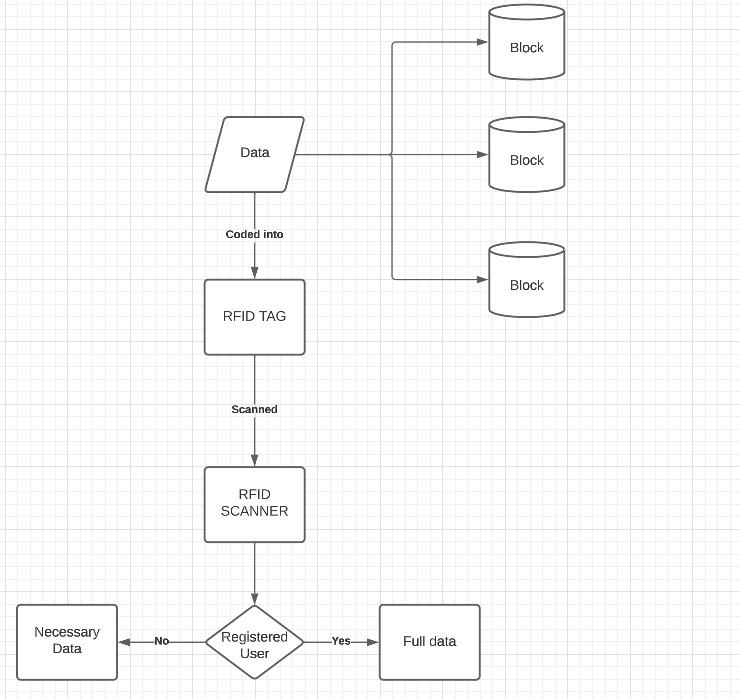 Block
Data
Block
Coded into
Block
RFID TAG
Scanned
RFID
SCANNER
Necessary
Data
No
Registered
User
Yes
Full data